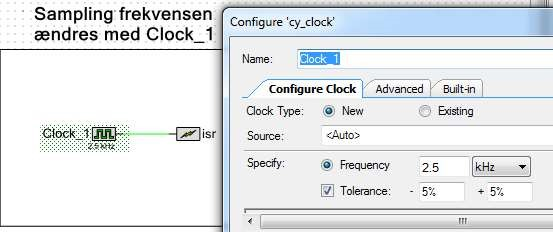 Sampling frekvensen
ændres med Clock_1
Clock_1
2.5 kHz
isr
Configure 'cy_clock'
Name:
Clock_1
Configure Clock
Advanced
Built-in
Clock Type:
New
Existing
Source:
<Auto>
Specify:
Frequency
2.5
kHz
Tolerance:
- 5%
+ 5%